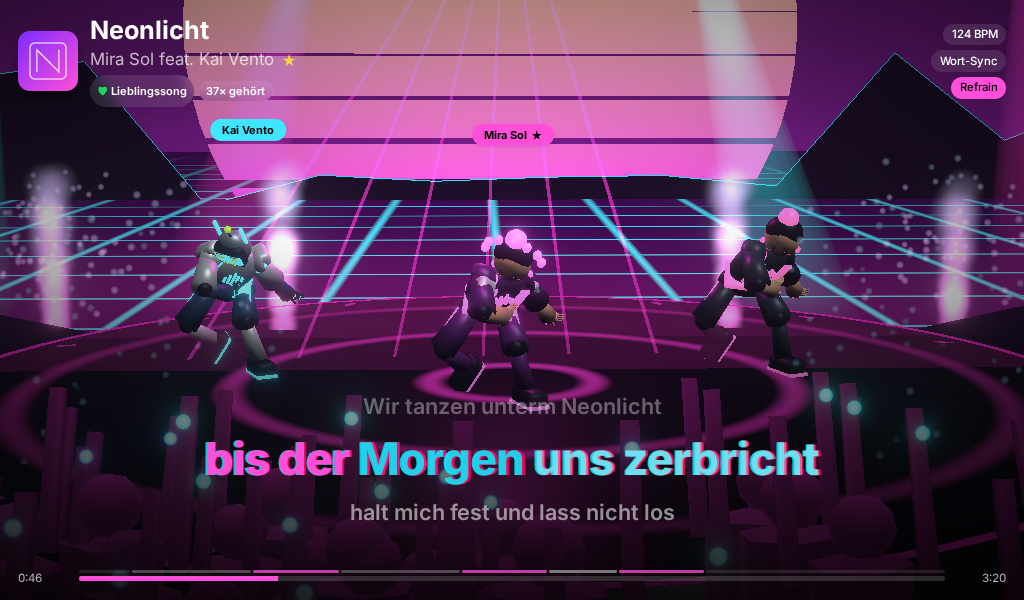 Neonlicht
Mira Sol feat. Kai Vento ★
Lieblingssong
37× gehört
124 BPM
Wort-Sync
Refrain
Kai Vento
Mira Sol ★
Wir tanzen unterm Neonlicht
bis der Morgen uns zerbricht
halt mich fest und lass nicht los
0:46
3:20